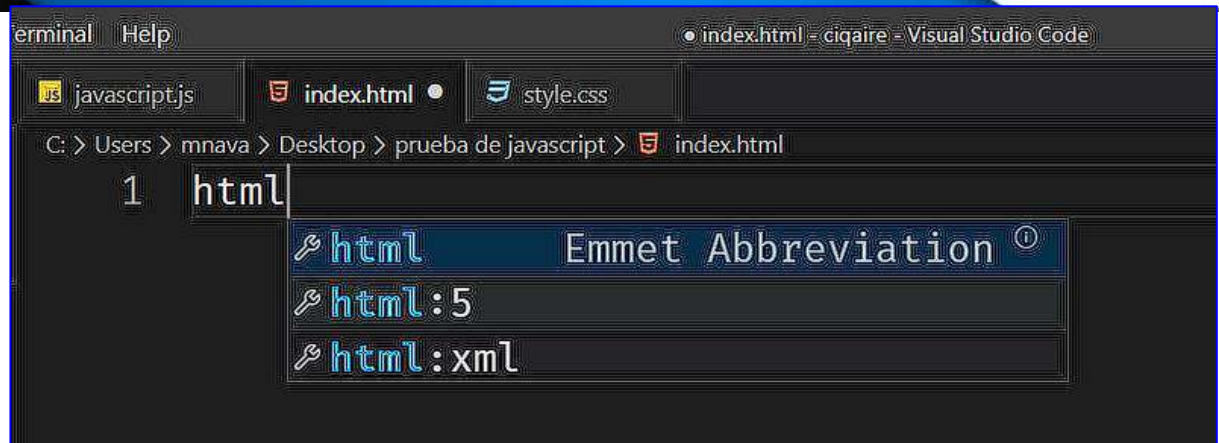 erminal Help
● index.html - ciqaire - Visual Studio Code
JS javascript.js index.html ● style.css
C: > Users > mnava > Desktop > prueba de javascript > index.html
1 html
html Emmet Abbreviation
html:5
html:xml